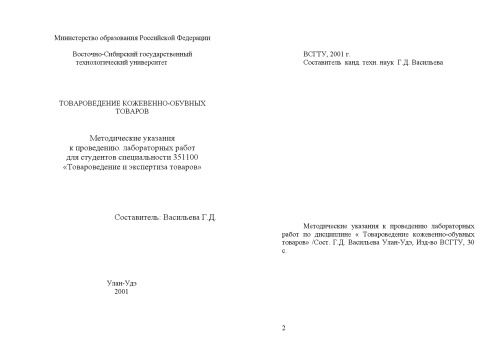 Министерство образования Российской Федерации
Восточно-Сибирский государственный
технологический университет
ТОВАРОВЕДЕНИЕ КОЖЕВЕННО-ОБУВНЫХ
ТОВАРОВ
Методические указания
к проведению лабораторных работ
для студентов специальности 351100
«Товароведение и экспертиза товаров»
Составитель: Васильева Г.Д.
Улан-Удэ
2001
ВСГТУ, 2001 г.
Составитель канд. техн. наук Г.Д. Васильева
Методические указания к проведению лабораторных
работ по дисциплине « Товароведение кожевенно-обувных
товаров» /Сост. Г.Д. Васильева Улан-Удэ, Изд-во ВСГТУ, 30
с.
2